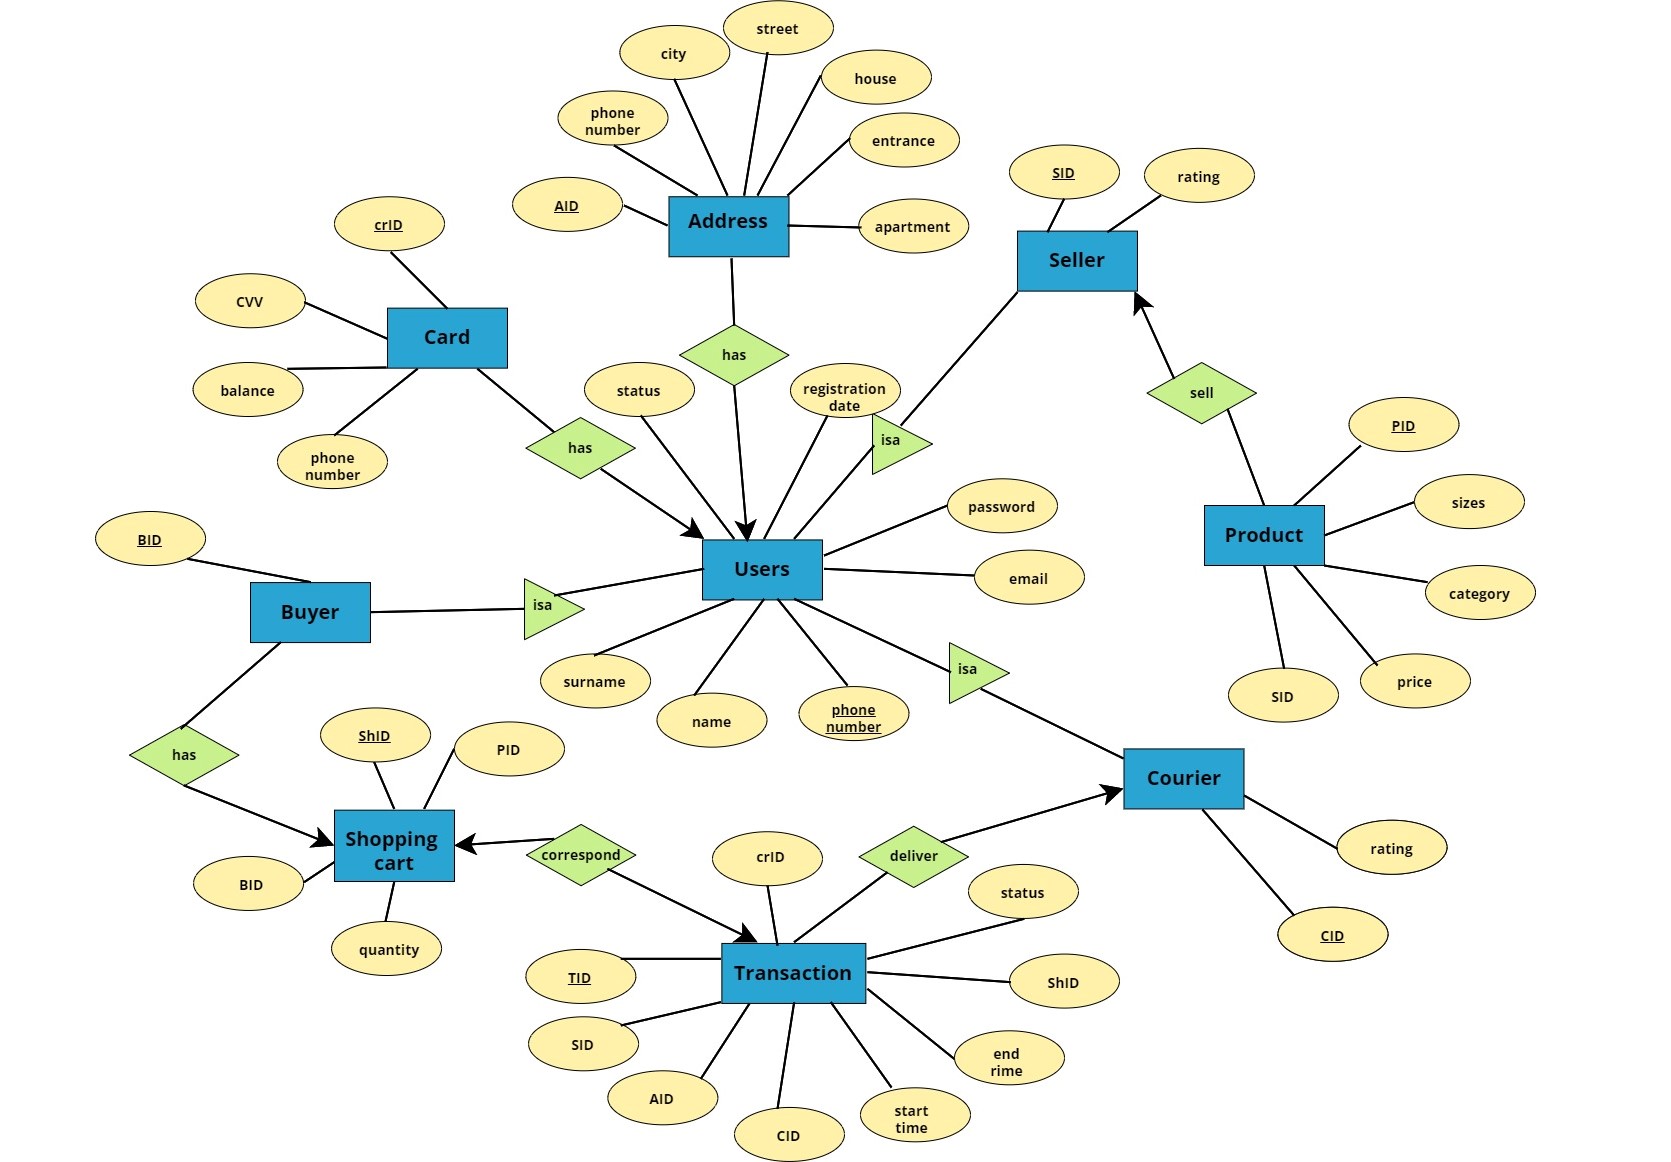 street
city
house
phone
number
entrance
AID
Address
apartment
SID
rating
Seller
crID
CVV
Card
balance
phone
number
has
status
registration
date
isa
has
sell
PID
sizes
Product
category
SID
price
password
email
Users
BID
Buyer
isa
surname
name
phone
number
isa
has
ShID
PID
Shopping
cart
BID
quantity
correspond
crID
deliver
Courier
rating
CID
status
Transaction
TID
ShID
SID
AID
CID
start
time
end
rime